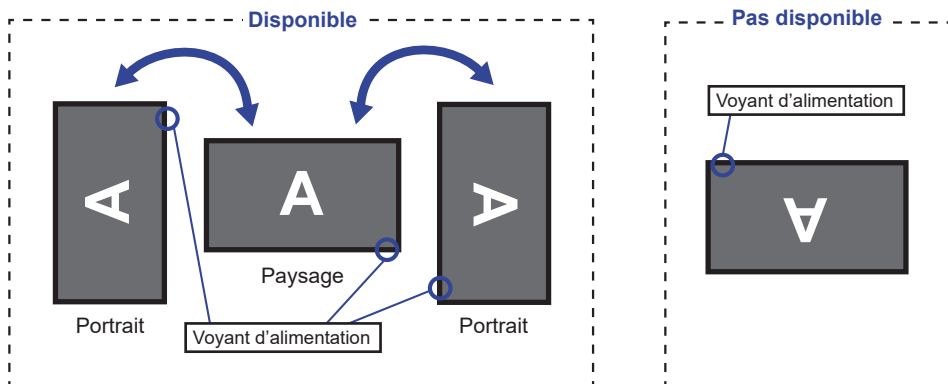 Disponible
Pas disponible
Voyant d’alimentation
A
A
A
A
Paysage
Portrait
Voyant d’alimentation
Portrait